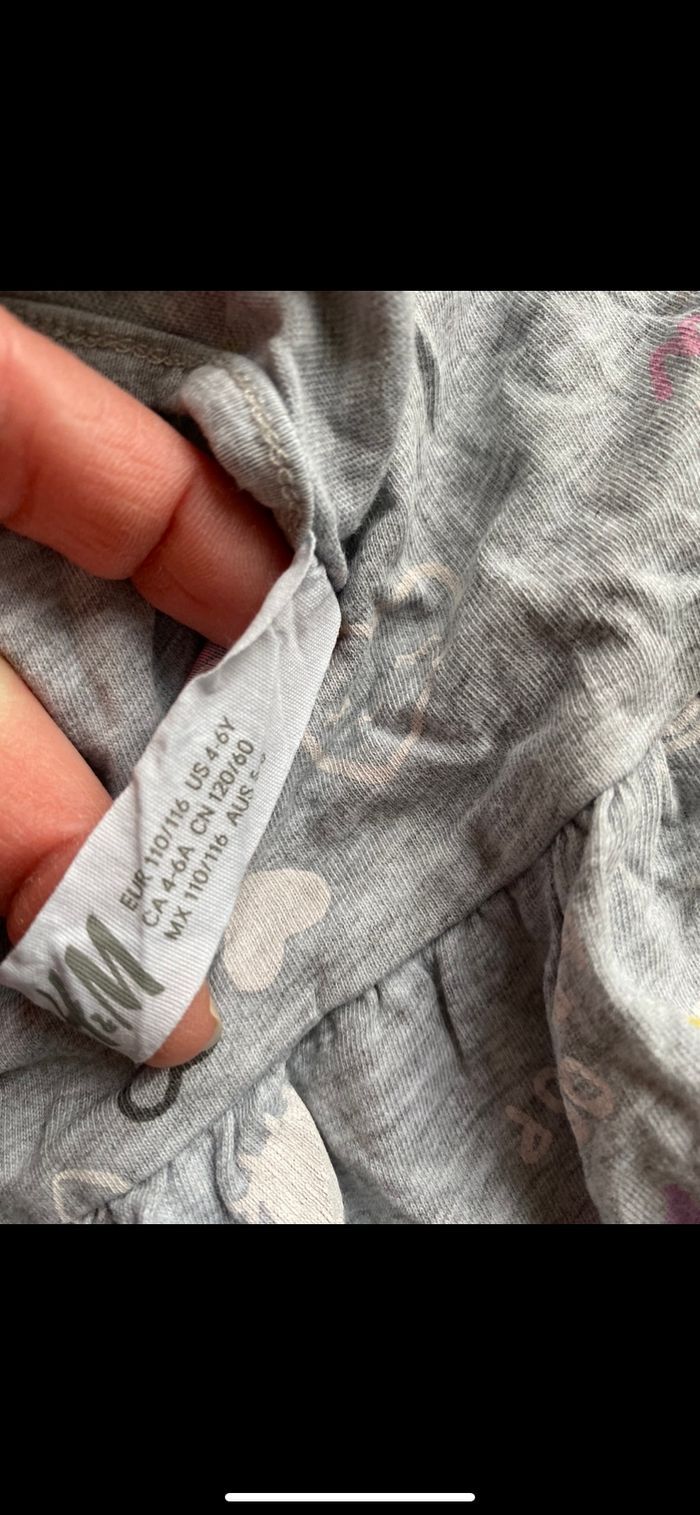 H&M
EUR 110/116 US 4-6Y
CA 4-6A CN 120/60
MX 110/116 AUS